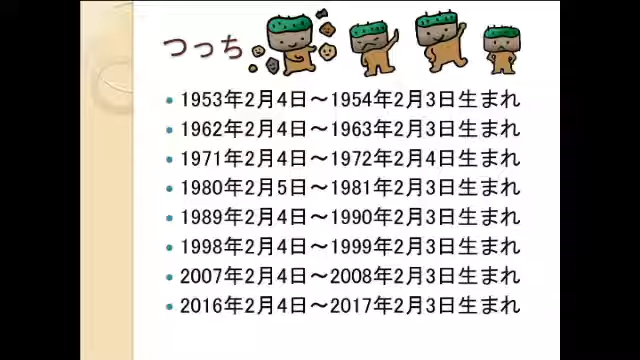 つっち
1953年2月4日～1954年2月3日生まれ
1962年2月4日～1963年2月3日生まれ
1971年2月4日～1972年2月4日生まれ
1980年2月5日～1981年2月3日生まれ
1989年2月4日～1990年2月3日生まれ
1998年2月4日～1999年2月3日生まれ
2007年2月4日～2008年2月3日生まれ
2016年2月4日～2017年2月3日生まれ